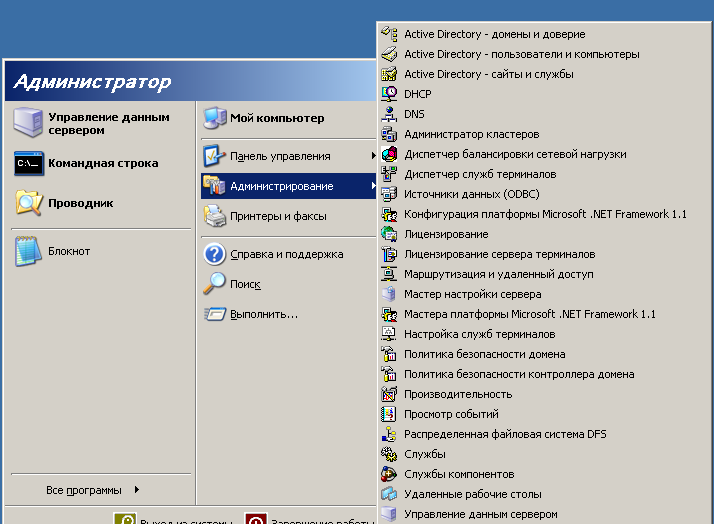 Администратор
Управление данным
сервером
Командная строка
Проводник
Блокнот
Все программы
Мой компьютер
Панель управления
Администрирование
Принтеры и факсы
Справка и поддержка
Поиск
Выполнить...
Выход из системы
Завершение работы
Active Directory - домены и доверие
Active Directory - пользователи и компьютеры
Active Directory - сайты и службы
DHCP
DNS
Администратор кластеров
Диспетчер балансировки сетевой нагрузки
Диспетчер служб терминалов
Источники данных (ODBC)
Конфигурация платформы Microsoft .NET Framework 1.1
Лицензирование
Лицензирование сервера терминалов
Маршрутизация и удаленный доступ
Мастер настройки сервера
Мастера платформы Microsoft .NET Framework 1.1
Настройка служб терминалов
Политика безопасности домена
Политика безопасности контроллера домена
Производительность
Просмотр событий
Распределенная файловая система DFS
Службы
Службы компонентов
Удаленные рабочие столы
Управление данным сервером
C:\_